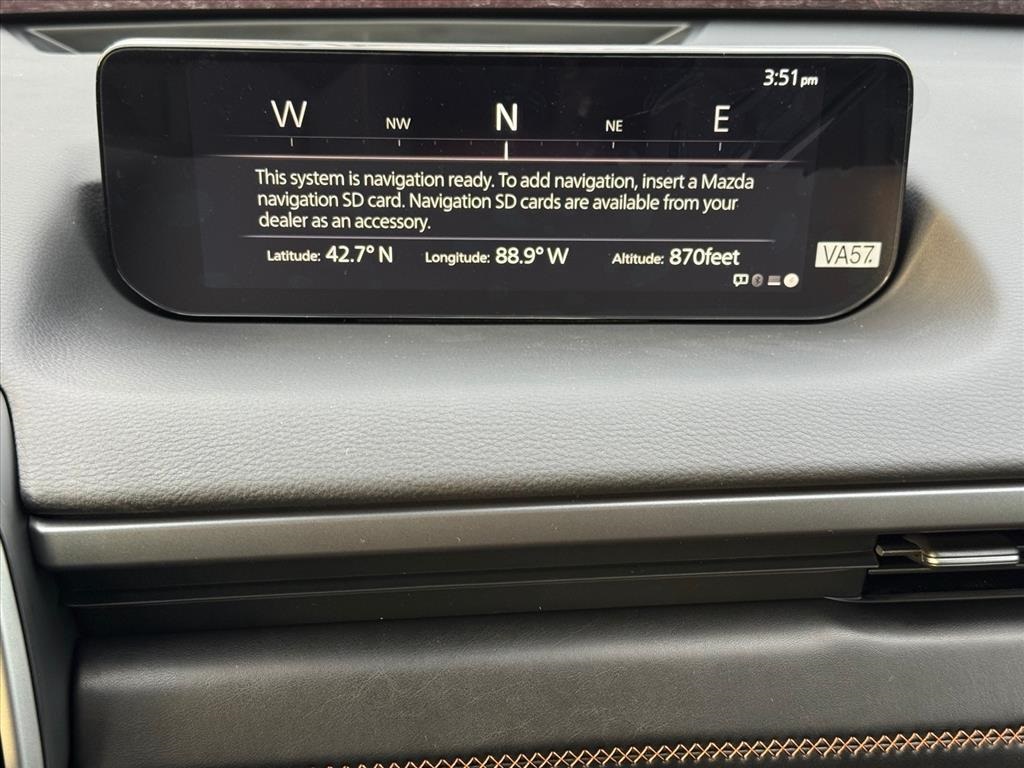 3:51pm
W NW N NE E
This system is navigation ready. To add navigation, insert a Mazda
navigation SD card. Navigation SD cards are available from your
dealer as an accessory.
Latitude: 42.7° N Longitude: 88.9° W Altitude: 870feet
VA57.